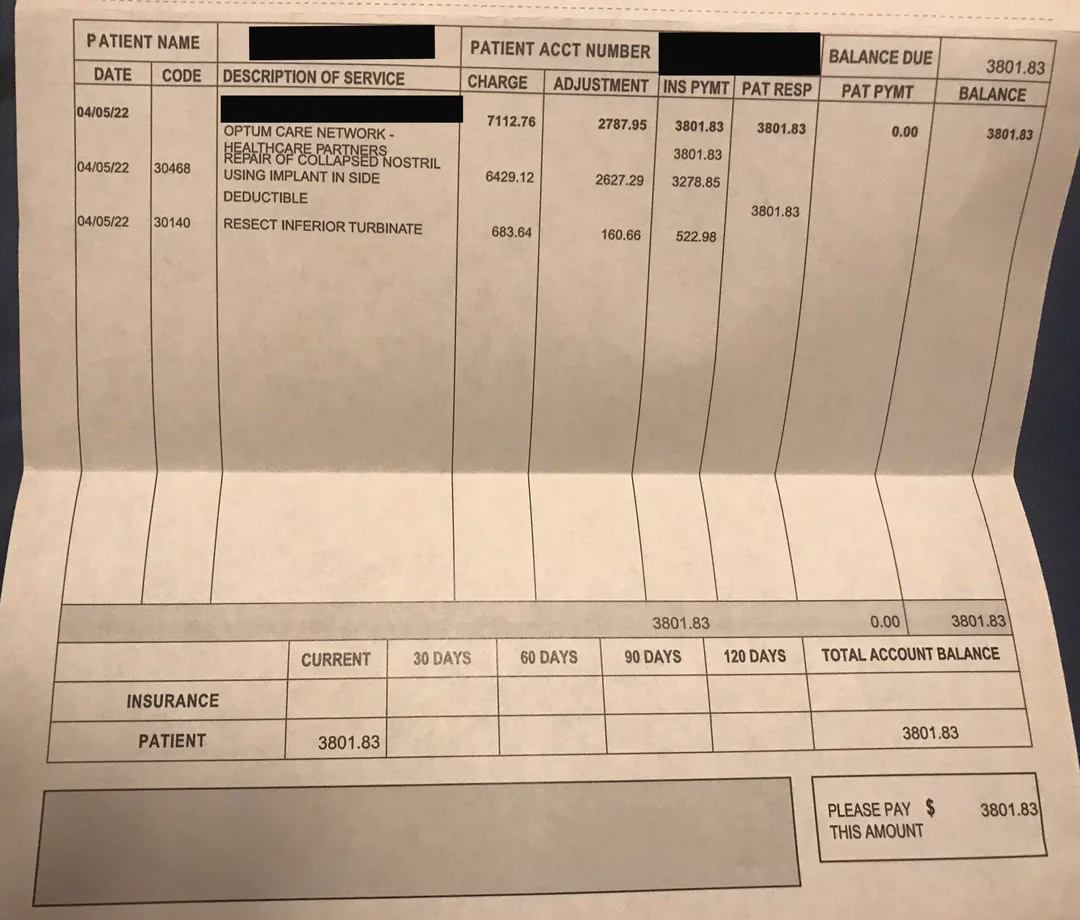 PATIENT NAME PATIENT ACCT NUMBER BALANCE DUE 3801.83
DATE CODE DESCRIPTION OF SERVICE CHARGE ADJUSTMENT INS PYMT PAT RESP PAT PYMT BALANCE
04/05/22 7112.76 2787.95 3801.83 3801.83 0.00 3801.83
OPTUM CARE NETWORK -
HEALTHCARE PARTNERS 3801.83
REPAIR OF COLLAPSED NOSTRIL
04/05/22 30468 USING IMPLANT IN SIDE 6429.12 2627.29 3278.85
DEDUCTIBLE 3801.83
04/05/22 30140 RESECT INFERIOR TURBINATE 683.64 160.66 522.98
3801.83 0.00 3801.83
CURRENT 30 DAYS 60 DAYS 90 DAYS 120 DAYS TOTAL ACCOUNT BALANCE
INSURANCE
PATIENT 3801.83 3801.83
PLEASE PAY $ 3801.83
THIS AMOUNT